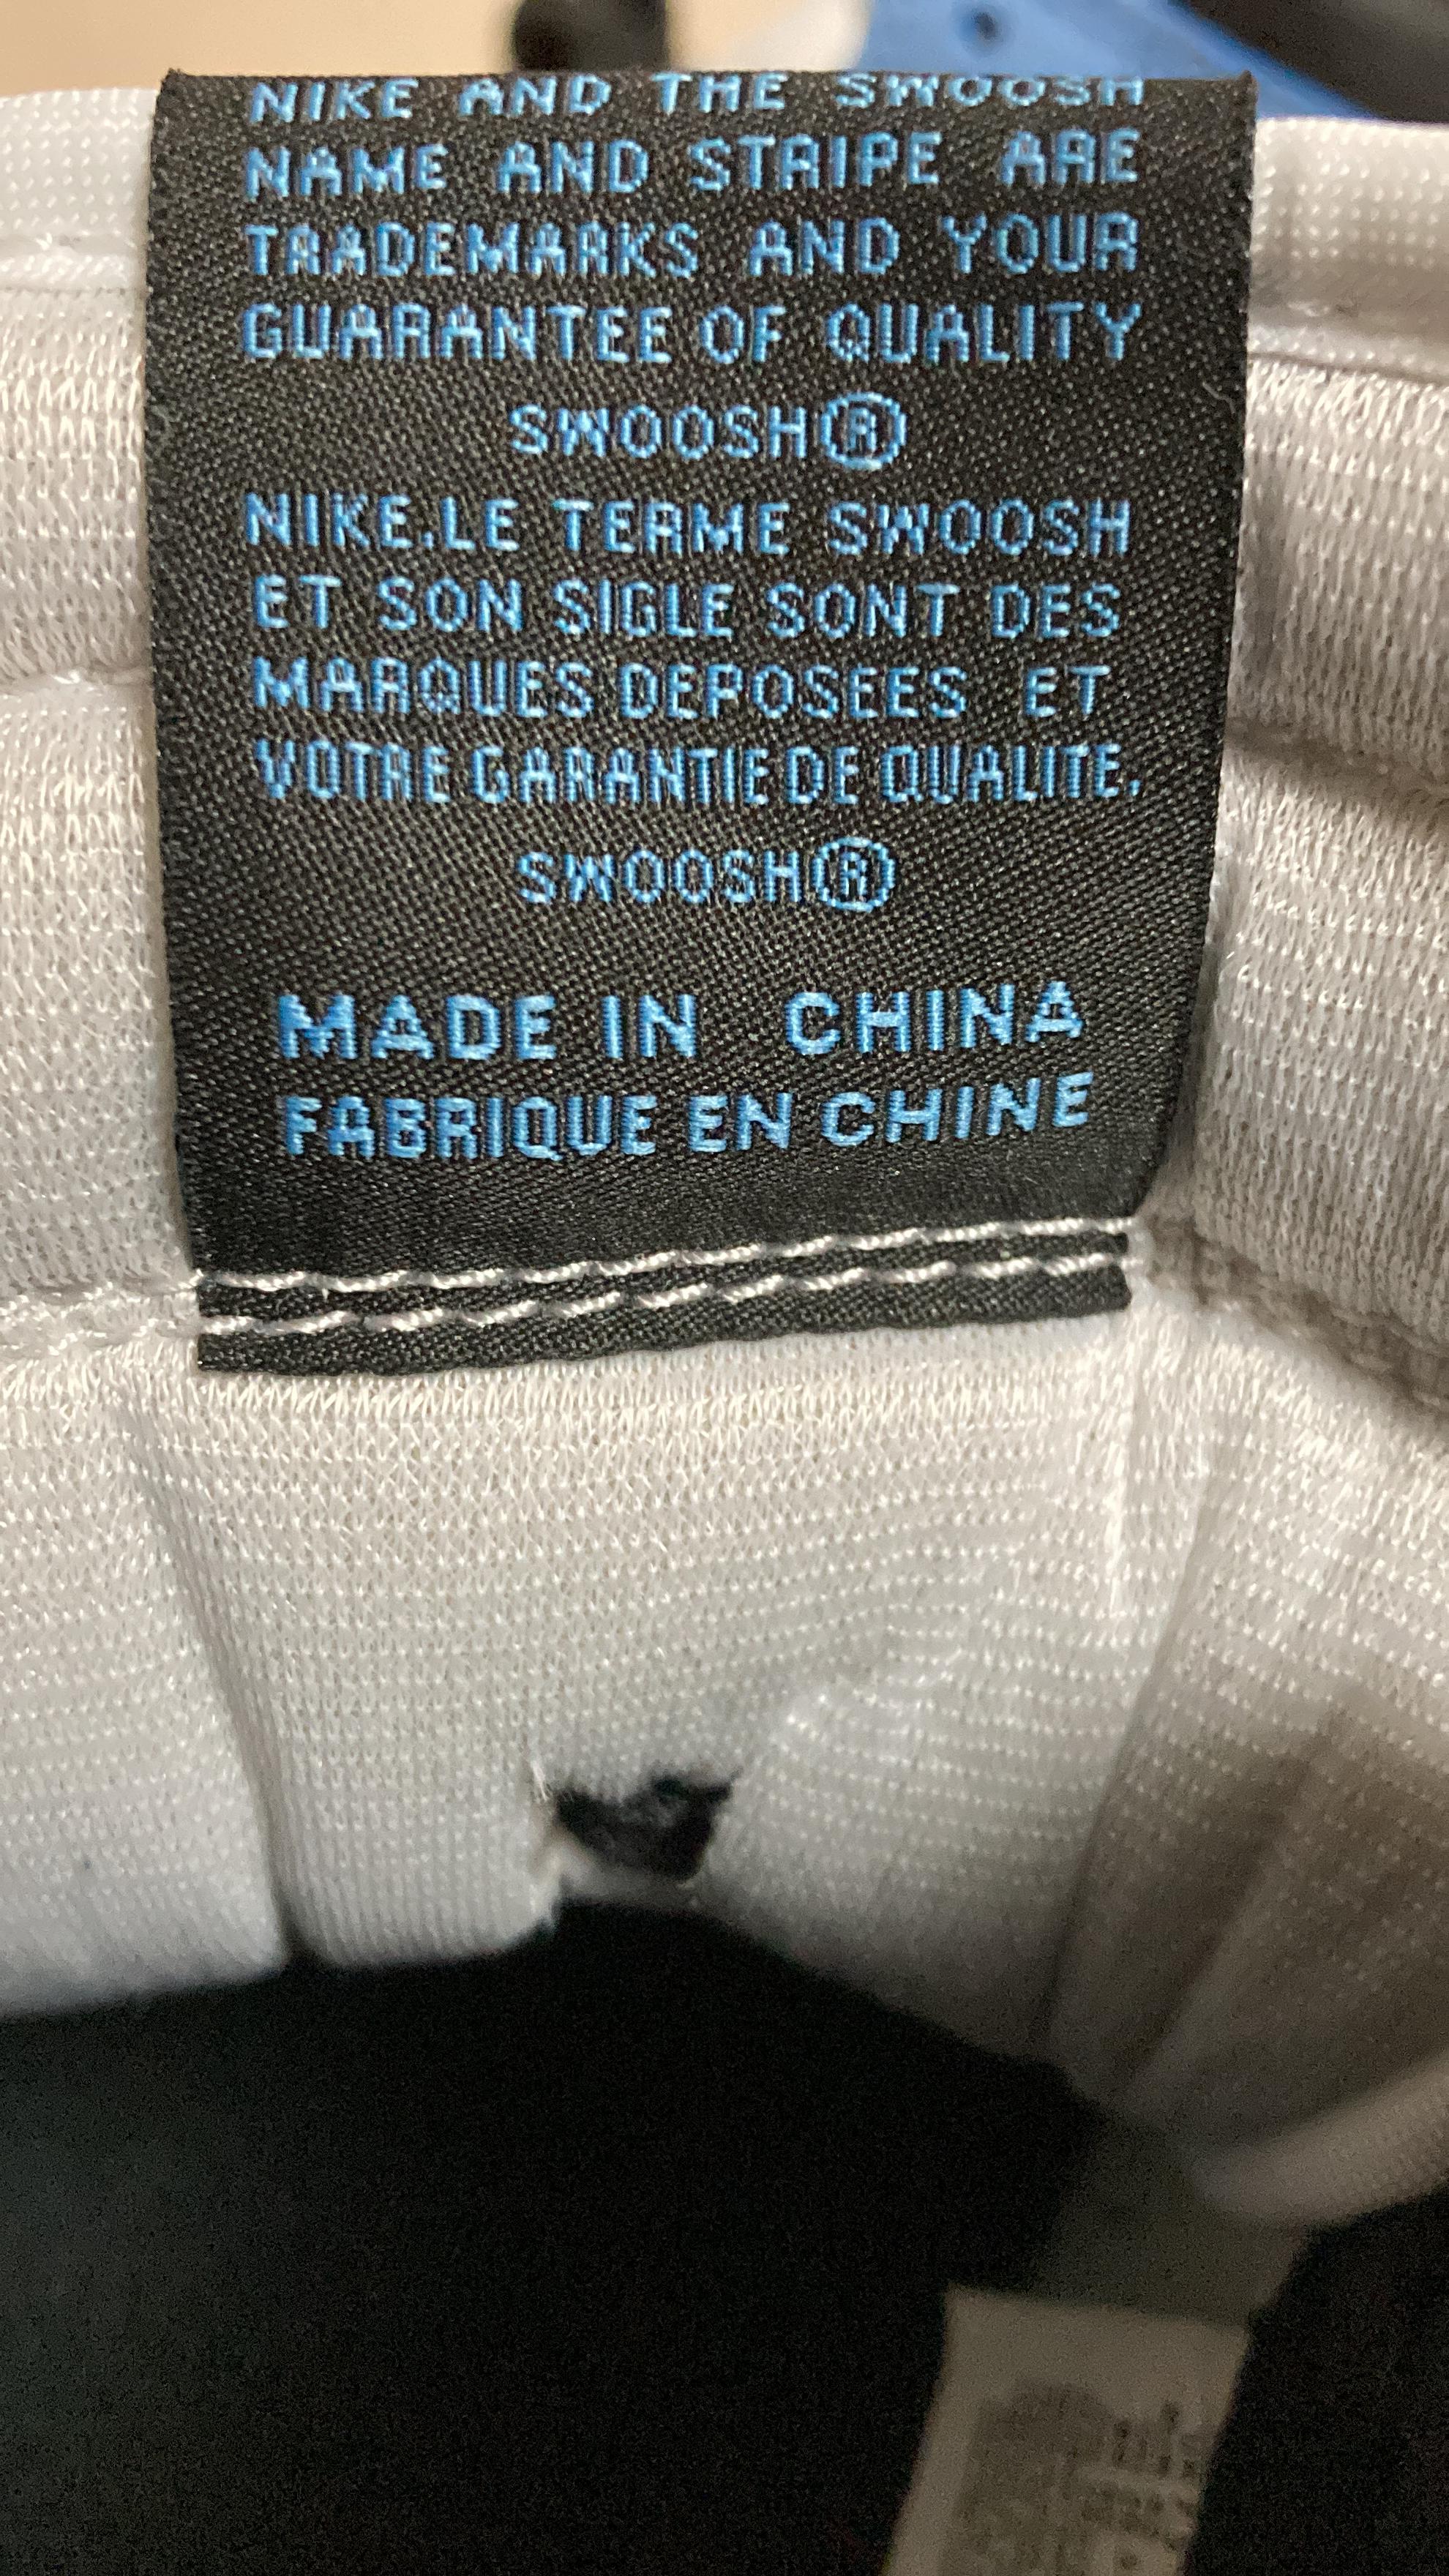 NIKE AND THE SWOOSH
NAME AND STRIPE ARE
TRADEMARKS AND YOUR
GUARANTEE OF QUALITY
SWOOSH®
NIKE.LE TERME SWOOSH
ET SON SIGLE SONT DES
MARQUES DEPOSEES ET
VOTRE GARANTIE DE QUALITE.
SWOOSH®
MADE IN CHINA
FABRIQUE EN CHINE